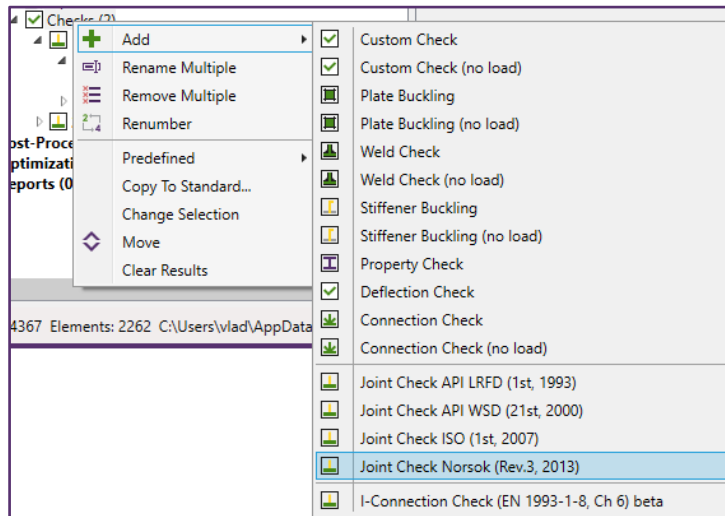 Checks (2)
Add
Rename Multiple
Remove Multiple
Renumber
Predefined
Copy To Standard...
Change Selection
Move
Clear Results
ost-Proce
ptimizati
eports (0
4367 Elements: 2262 C:\Users\vlad\AppData
Custom Check
Custom Check (no load)
Plate Buckling
Plate Buckling (no load)
Weld Check
Weld Check (no load)
Stiffener Buckling
Stiffener Buckling (no load)
Property Check
Deflection Check
Connection Check
Connection Check (no load)
Joint Check API LRFD (1st, 1993)
Joint Check API WSD (21st, 2000)
Joint Check ISO (1st, 2007)
Joint Check Norsok (Rev.3, 2013)
I-Connection Check (EN 1993-1-8, Ch 6) beta